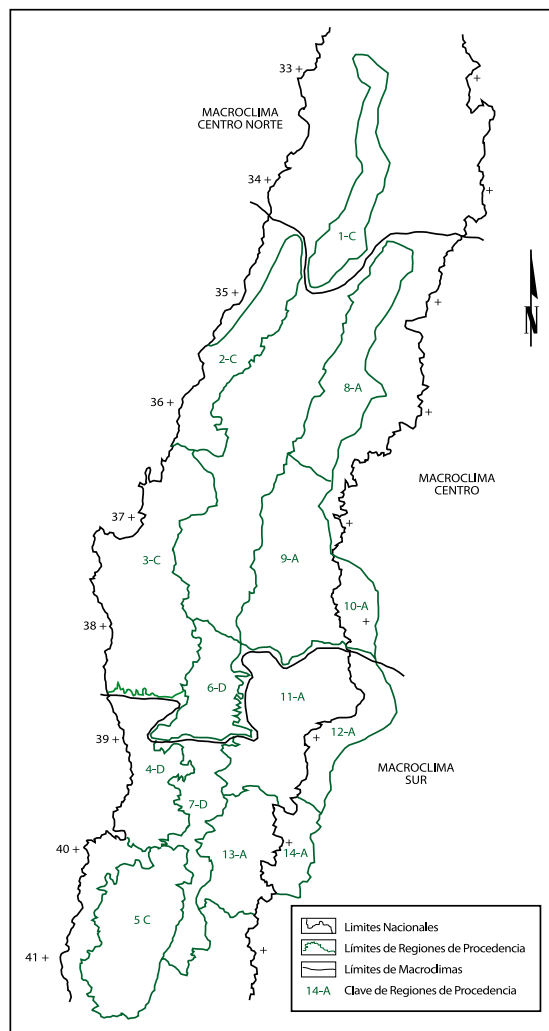 33 +
MACROCLIMA
CENTRO NORTE
+
34 +
+
1-C
35 +
+
N
2-C
8-A
36 +
+
MACROCLIMA
CENTRO
37 +
+
3-C
9-A
10-A
38 +
+
6-D
11-A
12-A
39 +
+
MACROCLIMA
SUR
4-D
7-D
40 +
+
13-A
14-A
5 C
41 +
+
Limites Nacionales
Límites de Regiones de Procedencia
Límites de Macroclimas
14-A Clave de Regiones de Procedencia